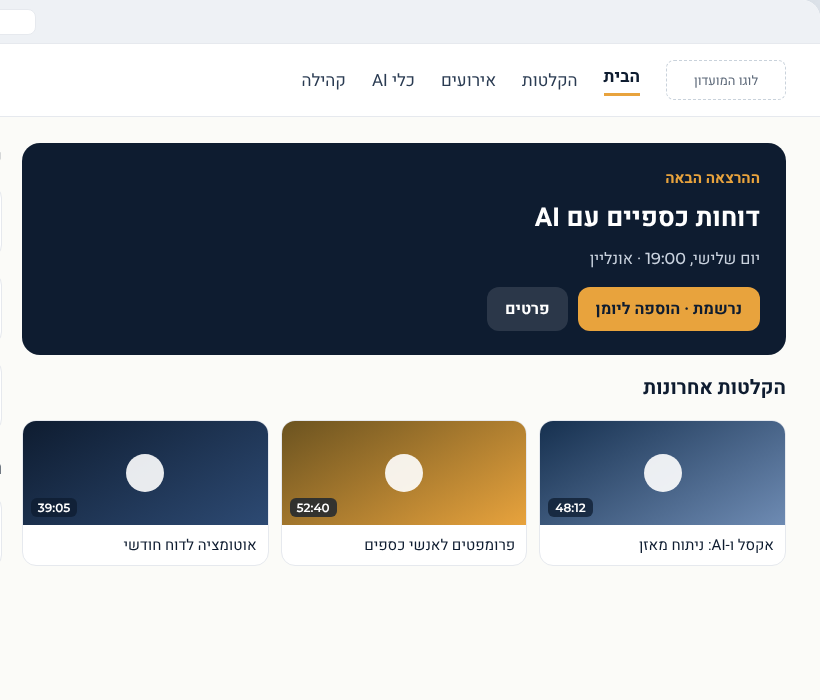 לוגו המועדון
הבית
הקלטות
אירועים
כלי AI
קהילה
ההרצאה הבאה
דוחות כספיים עם AI
יום שלישי, 19:00 · אונליין
נרשמת · הוספה ליומן
פרטים
הקלטות אחרונות
48:12
אקסל ו-AI: ניתוח מאזן
52:40
פרומפטים לאנשי כספים
39:05
אוטומציה לדוח חודשי